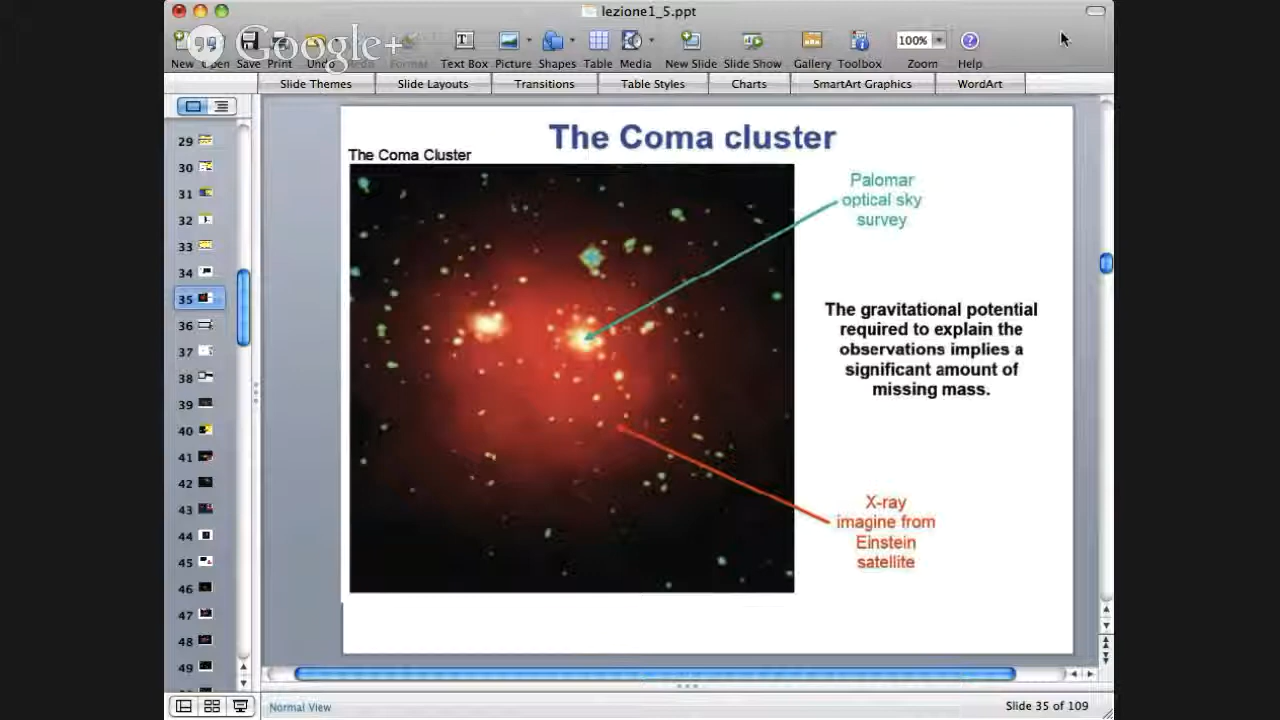 lezione1_5.ppt
Google+
New Open Save Print Undo Redo Format Text Box Picture Shapes Table Media New Slide Slide Show Gallery Toolbox Zoom Help
100%
Slide Themes Slide Layouts Transitions Table Styles Charts SmartArt Graphics WordArt
29
30
31
32
33
34
35
36
37
38
39
40
41
42
43
44
45
46
47
48
49
The Coma cluster
The Coma Cluster
Palomar
optical sky
survey
The gravitational potential
required to explain the
observations implies a
significant amount of
missing mass.
X-ray
imagine from
Einstein
satellite
Normal View
Slide 35 of 109